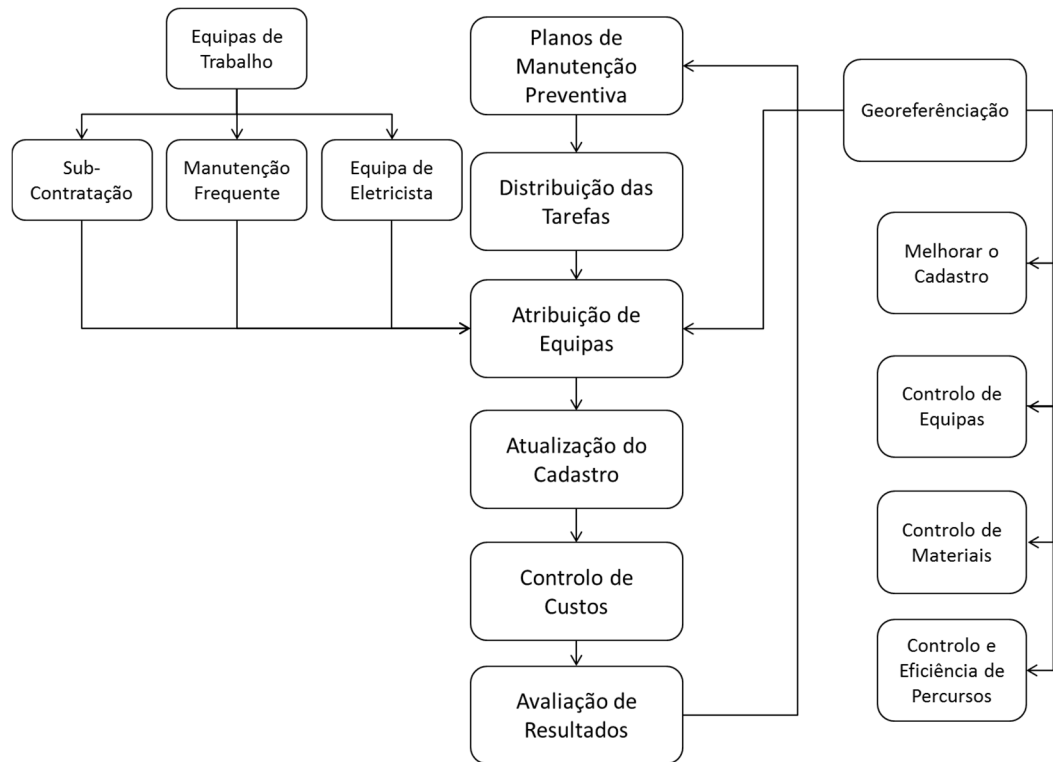 Equipas de
Trabalho
Sub-
Contratação
Manutenção
Frequente
Equipa de
Eletricista
Planos de
Manutenção
Preventiva
Distribuição das
Tarefas
Atribuição de
Equipas
Atualização do
Cadastro
Controlo de
Custos
Avaliação de
Resultados
Georeferênciação
Melhorar o
Cadastro
Controlo de
Equipas
Controlo de
Materiais
Controlo e
Eficiência de
Percursos